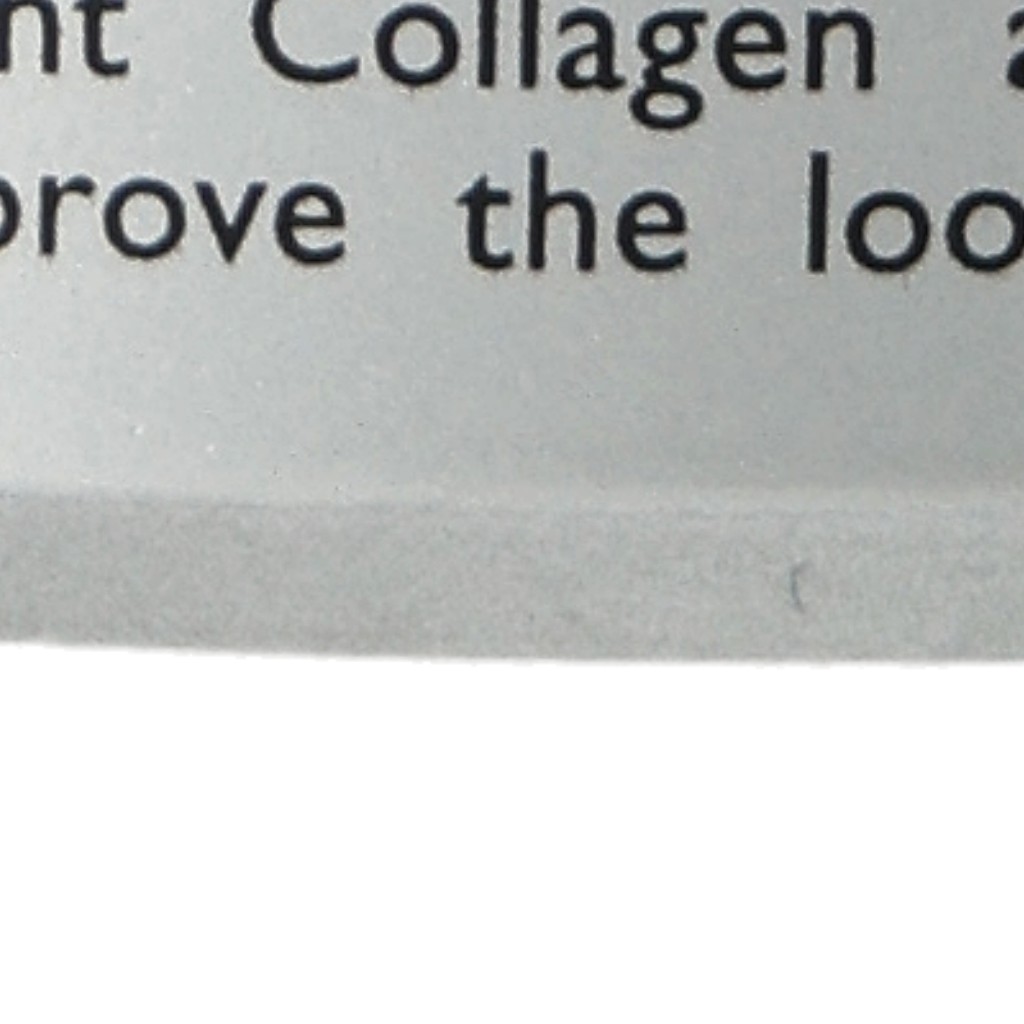 nt Collagen a
prove the loo